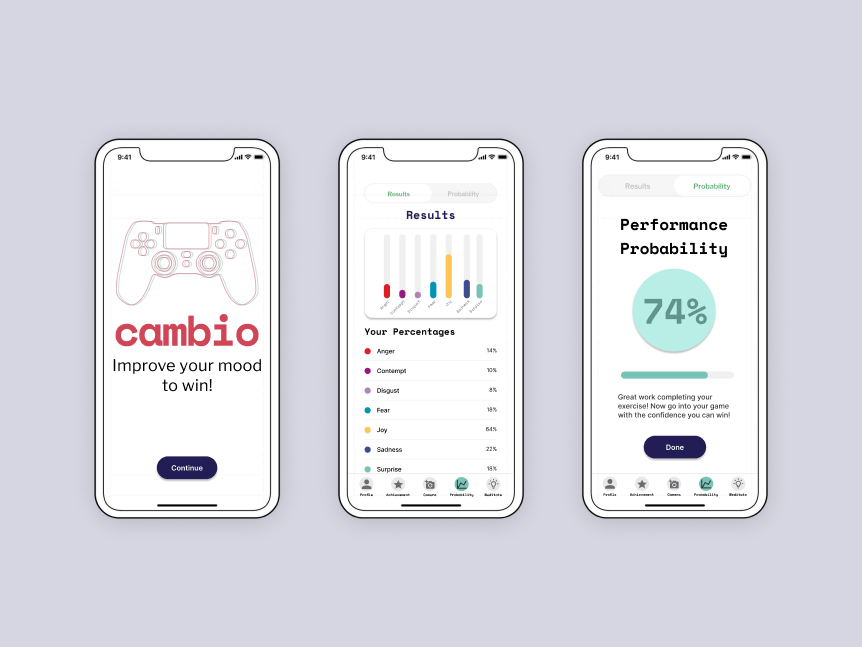 9:41
cambio
Improve your mood
to win!
Continue
9:41
Results
Probability
Results
Anger
Contempt
Disgust
Fear
Joy
Sadness
Surprise
Your Percentages
Anger 14%
Contempt 10%
Disgust 8%
Fear 18%
Joy 64%
Sadness 22%
Surprise 18%
Profile
Achievement
Camera
Probability
Meditate
9:41
Results
Probability
Performance
Probability
74%
Great work completing your
exercise! Now go into your game
with the confidence you can win!
Done
Profile
Achievement
Camera
Probability
Meditate